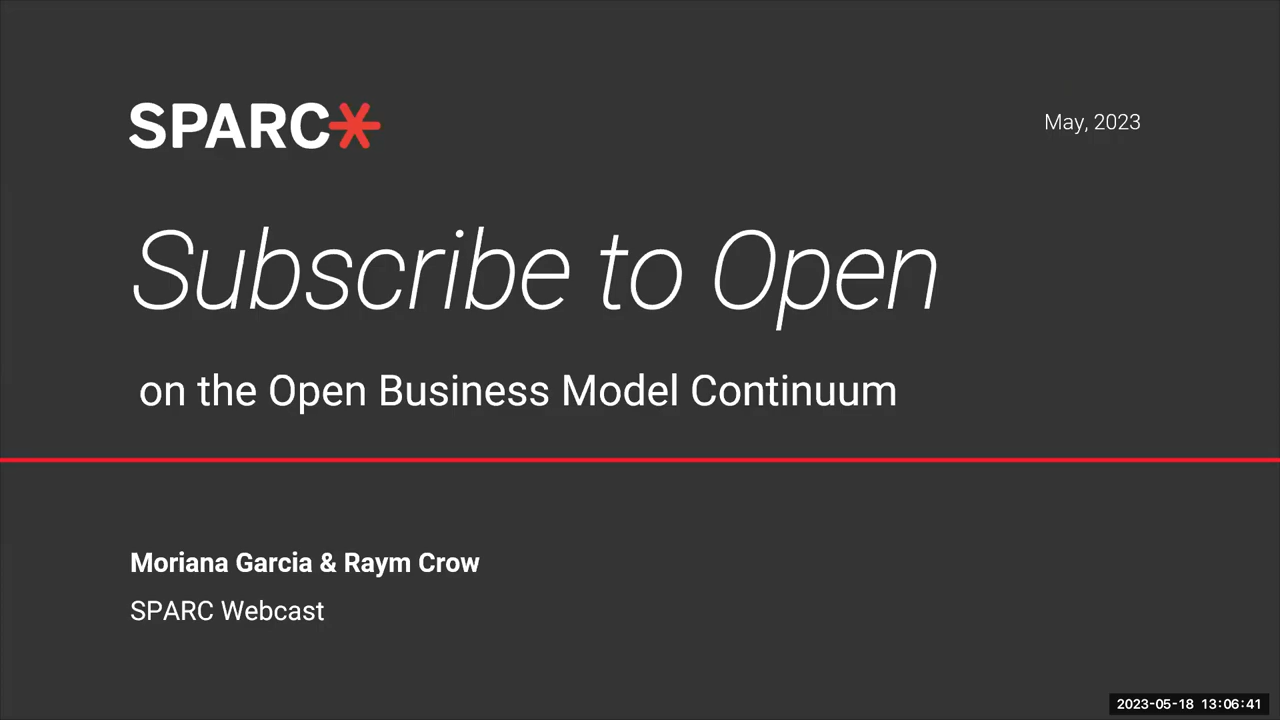 SPARC
May, 2023
Subscribe to Open
on the Open Business Model Continuum
Moriana Garcia & Raym Crow
SPARC Webcast
2023-05-18 13:06:41